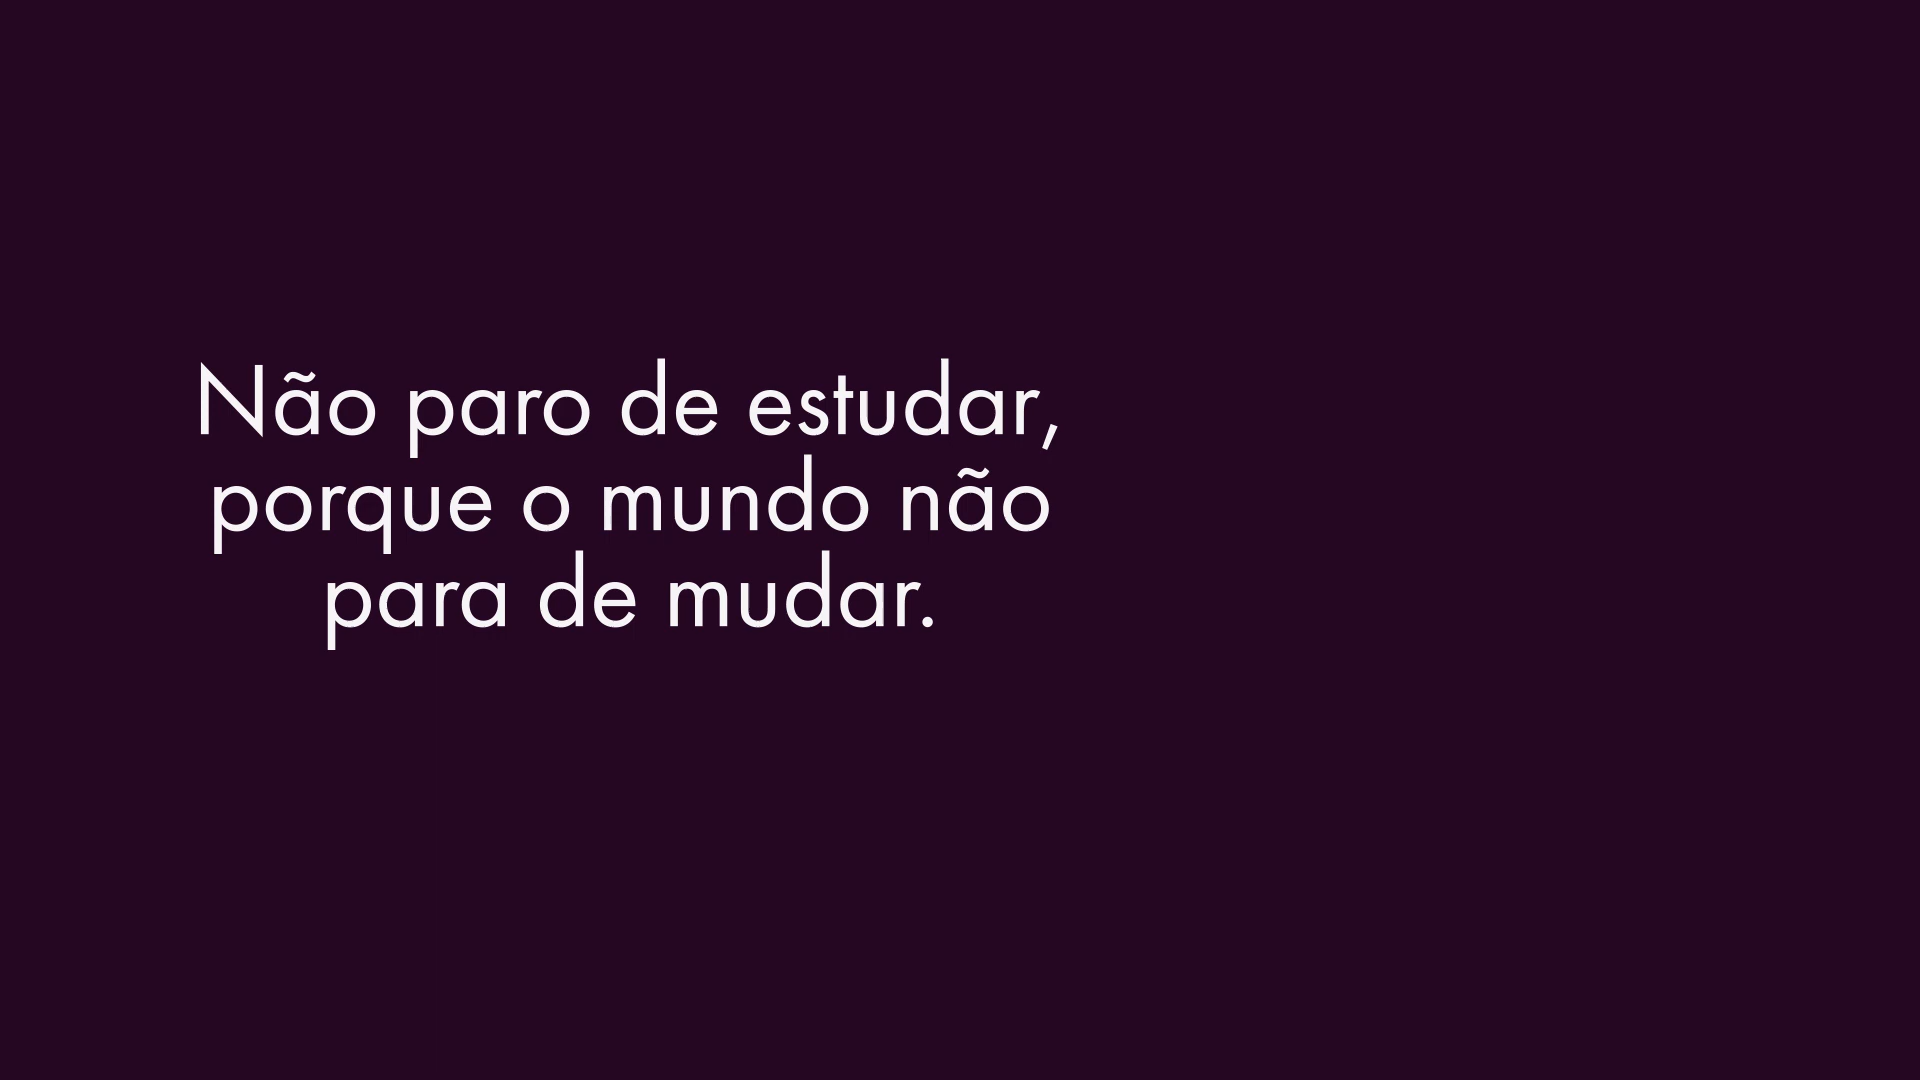 Não paro de estudar,
porque o mundo não
para de mudar.